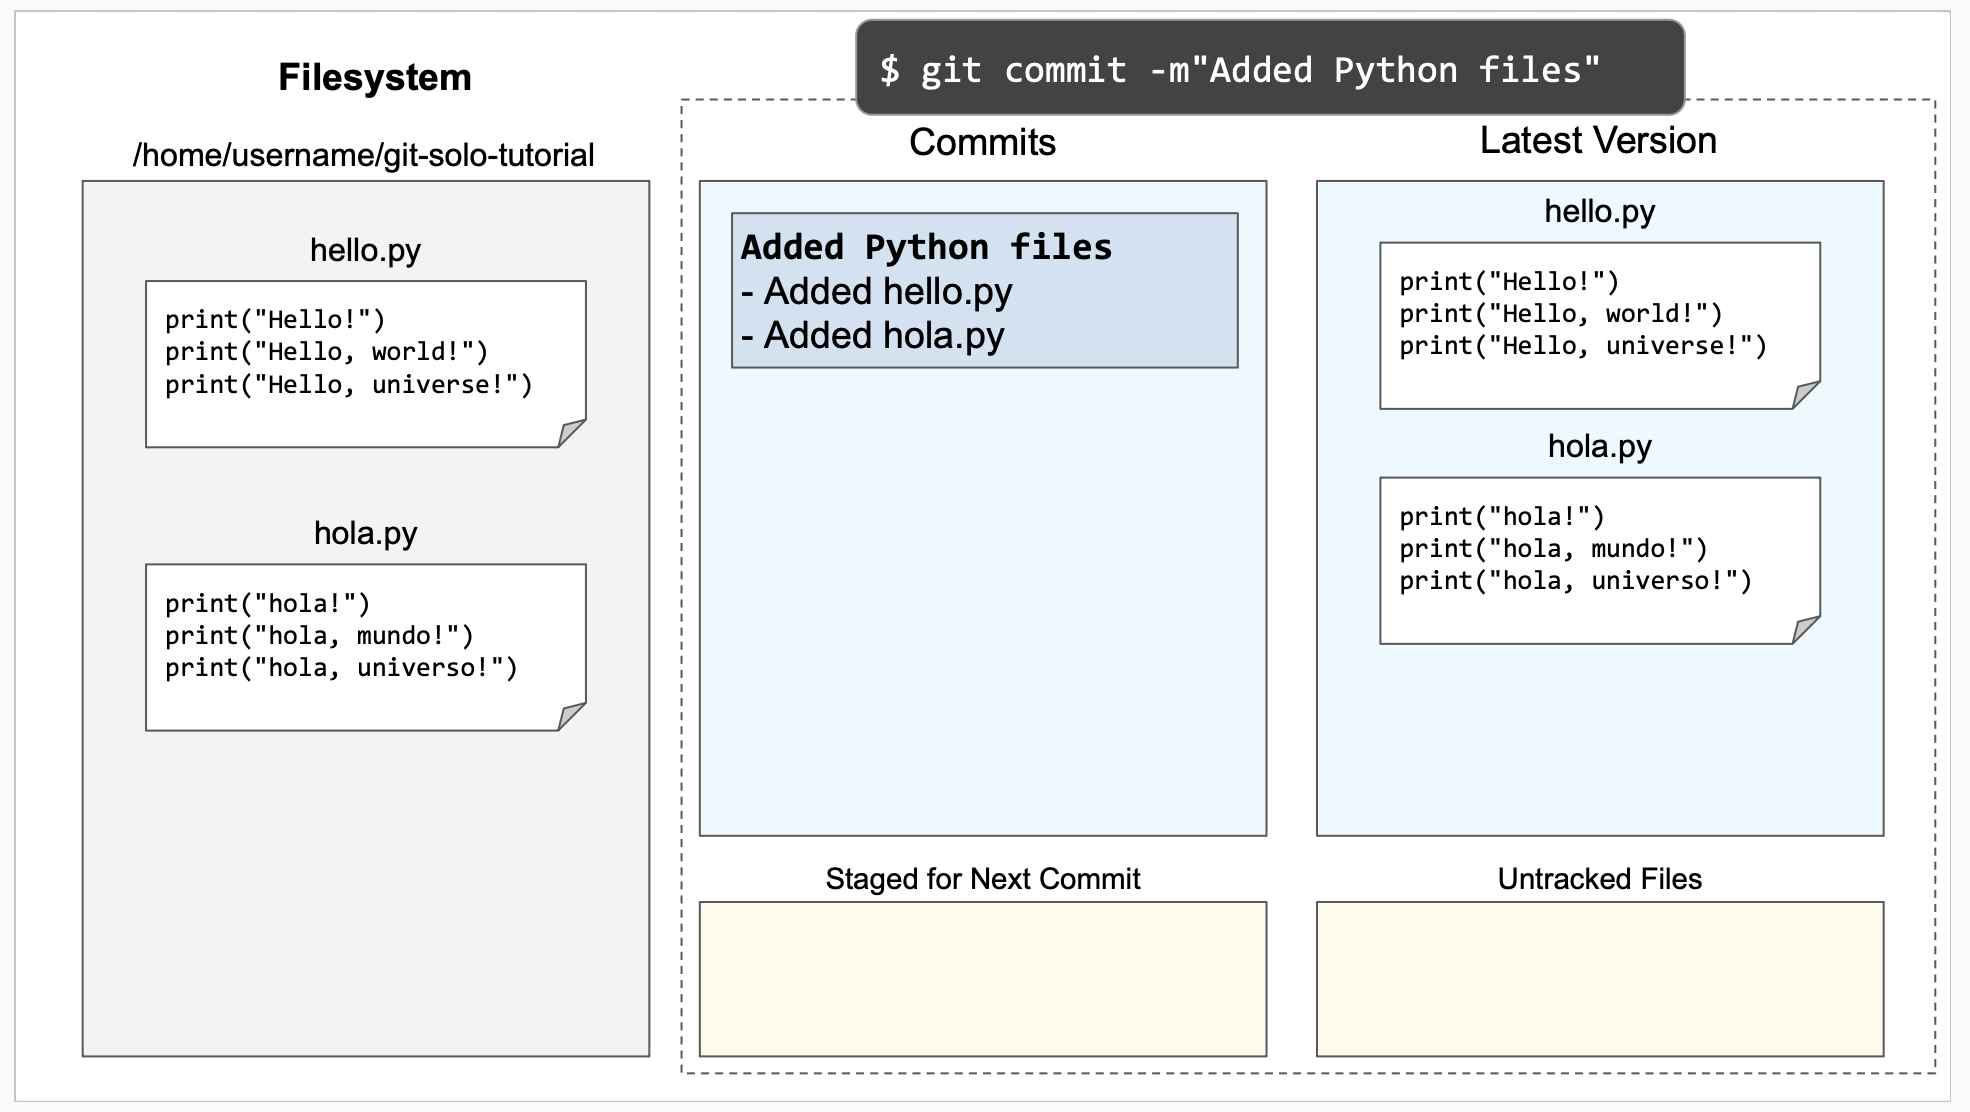 $ git commit -m"Added Python files"
Filesystem
/home/username/git-solo-tutorial
hello.py
print("Hello!")
print("Hello, world!")
print("Hello, universe!")
hola.py
print("hola!")
print("hola, mundo!")
print("hola, universo!")
Commits
Added Python files
- Added hello.py
- Added hola.py
Latest Version
hello.py
print("Hello!")
print("Hello, world!")
print("Hello, universe!")
hola.py
print("hola!")
print("hola, mundo!")
print("hola, universo!")
Staged for Next Commit
Untracked Files